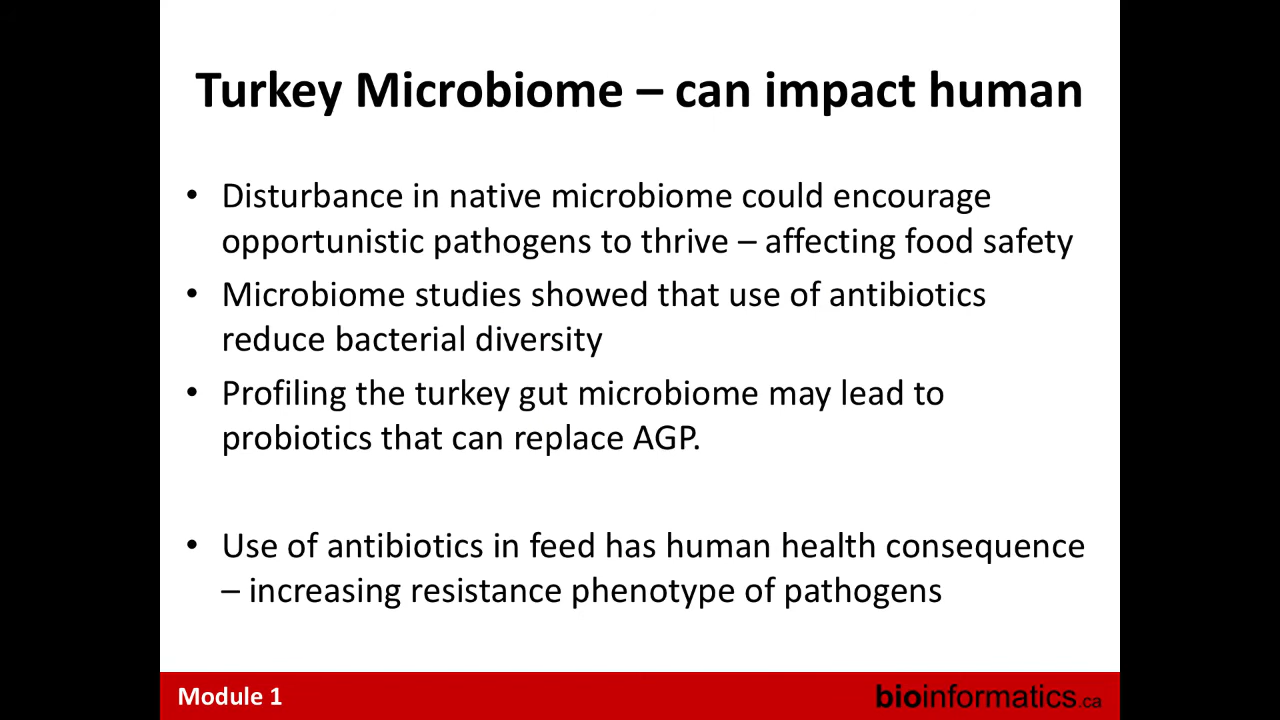 Turkey Microbiome – can impact human
• Disturbance in native microbiome could encourage
opportunistic pathogens to thrive – affecting food safety
• Microbiome studies showed that use of antibiotics
reduce bacterial diversity
• Profiling the turkey gut microbiome may lead to
probiotics that can replace AGP.
• Use of antibiotics in feed has human health consequence
– increasing resistance phenotype of pathogens
Module 1
bioinformatics.ca